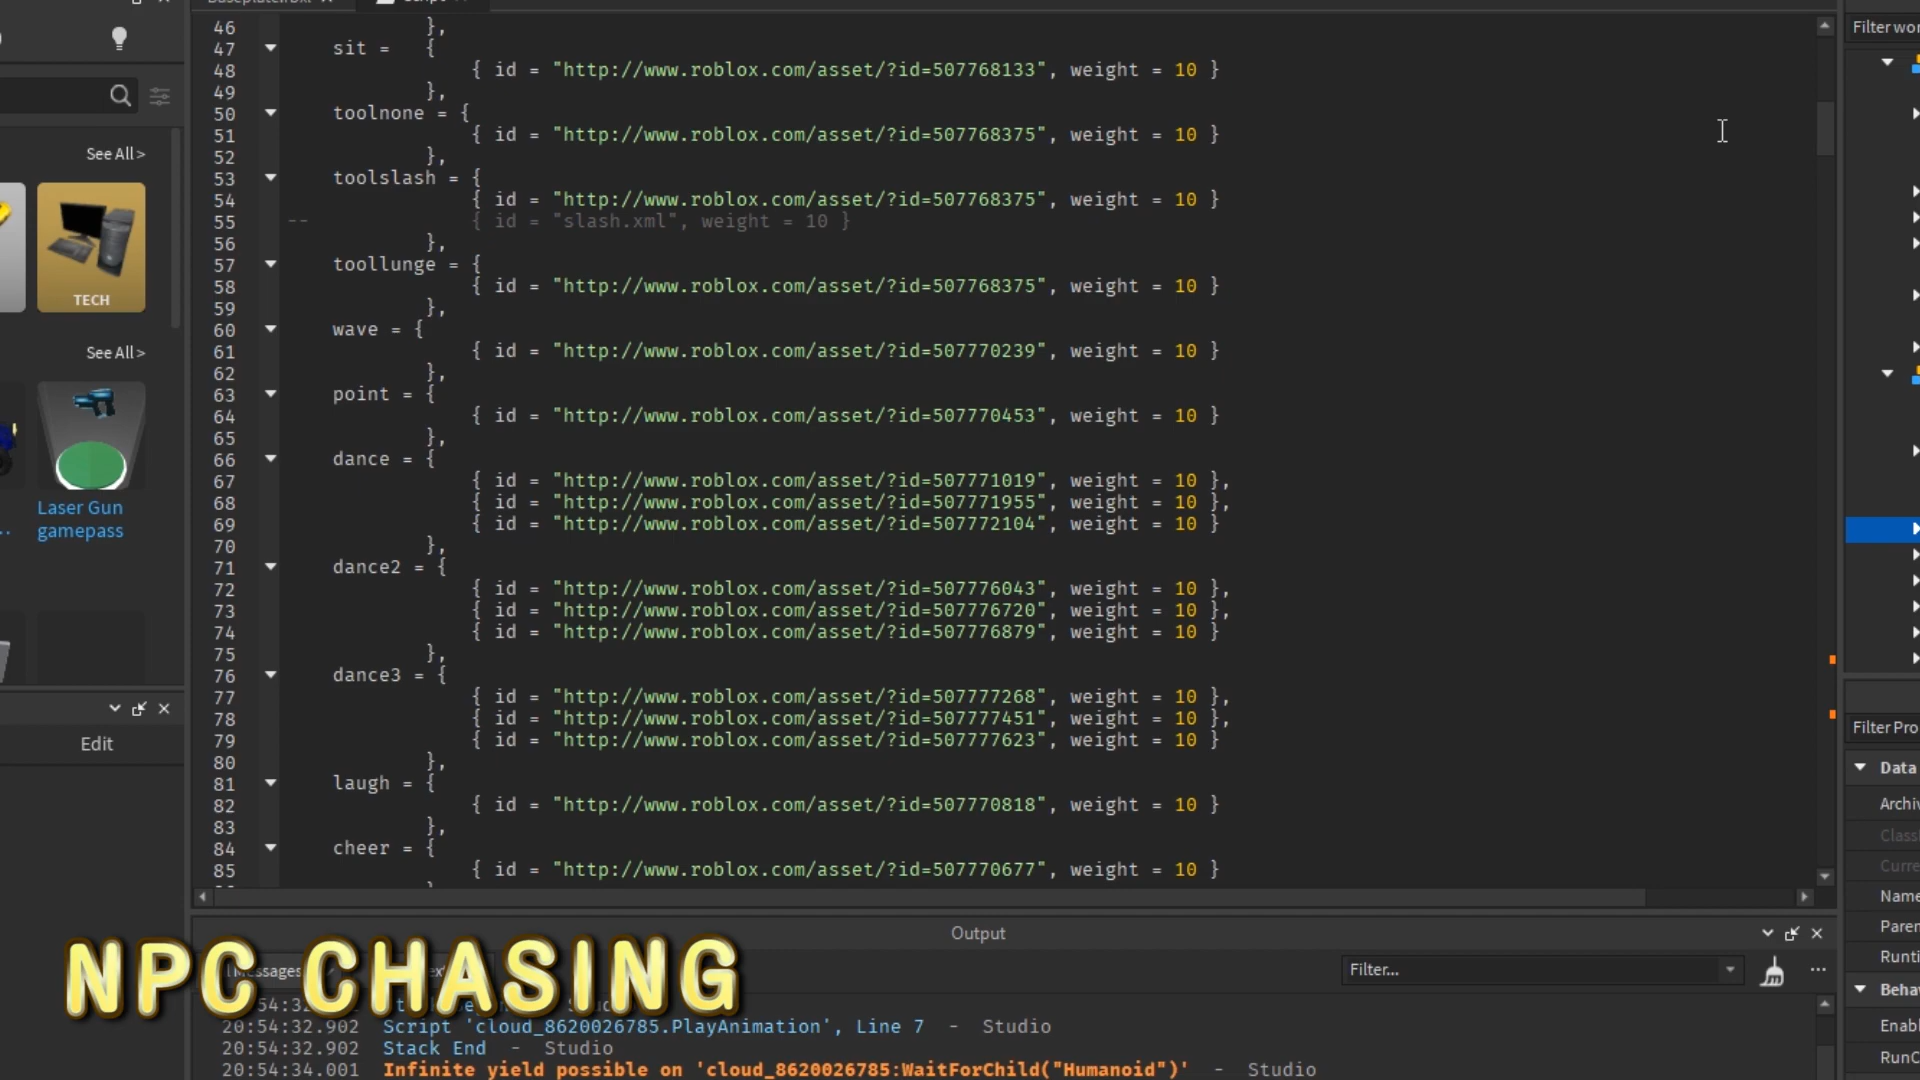 See All >
TECH
See All >
Laser Gun
gamepass
Edit
46 },
47 sit = {
48 { id = "http://www.roblox.com/asset/?id=507768133", weight = 10 }
49 },
50 toolnone = {
51 { id = "http://www.roblox.com/asset/?id=507768375", weight = 10 }
52 },
53 toolslash = {
54 { id = "http://www.roblox.com/asset/?id=507768375", weight = 10 }
55 -- { id = "slash.xml", weight = 10 }
56 },
57 toollunge = {
58 { id = "http://www.roblox.com/asset/?id=507768375", weight = 10 }
59 },
60 wave = {
61 { id = "http://www.roblox.com/asset/?id=507770239", weight = 10 }
62 },
63 point = {
64 { id = "http://www.roblox.com/asset/?id=507770453", weight = 10 }
65 },
66 dance = {
67 { id = "http://www.roblox.com/asset/?id=507771019", weight = 10 },
68 { id = "http://www.roblox.com/asset/?id=507771955", weight = 10 },
69 { id = "http://www.roblox.com/asset/?id=507772104", weight = 10 }
70 },
71 dance2 = {
72 { id = "http://www.roblox.com/asset/?id=507776043", weight = 10 },
73 { id = "http://www.roblox.com/asset/?id=507776720", weight = 10 },
74 { id = "http://www.roblox.com/asset/?id=507776879", weight = 10 }
75 },
76 dance3 = {
77 { id = "http://www.roblox.com/asset/?id=507777268", weight = 10 },
78 { id = "http://www.roblox.com/asset/?id=507777451", weight = 10 },
79 { id = "http://www.roblox.com/asset/?id=507777623", weight = 10 }
80 },
81 laugh = {
82 { id = "http://www.roblox.com/asset/?id=507770818", weight = 10 }
83 },
84 cheer = {
85 { id = "http://www.roblox.com/asset/?id=507770677", weight = 10 }
Output
Messages
Filter...
NPC CHASING
20:54:32.902 Script 'cloud_8620026785.PlayAnimation', Line 7 - Studio
20:54:32.902 Stack End - Studio
20:54:34.001 Infinite yield possible on 'cloud_8620026785:WaitForChild("Humanoid")' - Studio
Filter wor
Filter Pro
Data
Archiv
Class
Curre
Name
Paren
Runti
Behav
Enabl
RunC